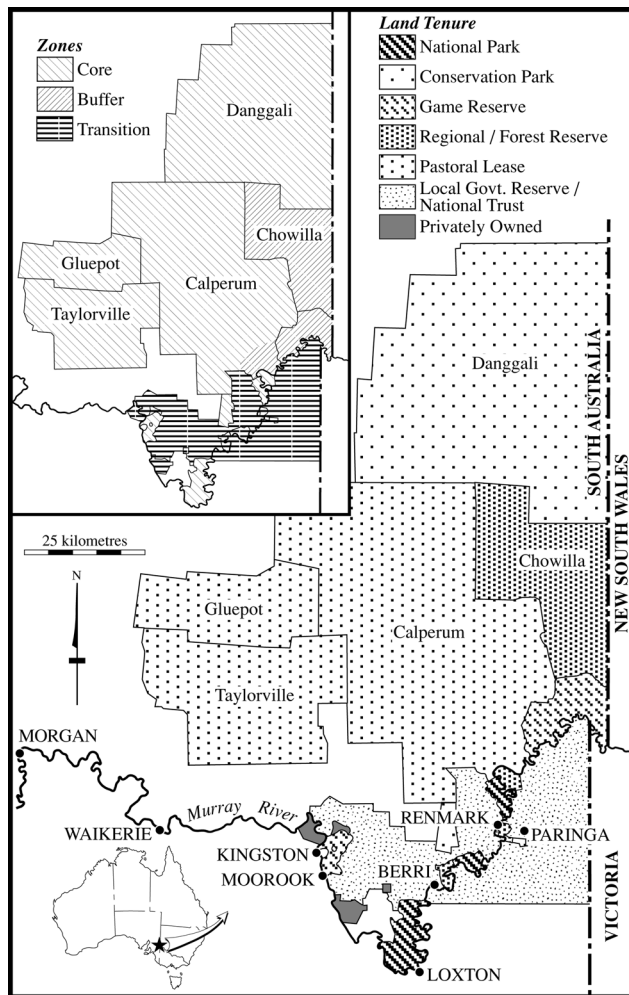 Zones
Core
Buffer
Transition
Danggali
Chowilla
Gluepot
Calperum
Taylorville
Land Tenure
National Park
Conservation Park
Game Reserve
Regional / Forest Reserve
Pastoral Lease
Local Govt. Reserve /
National Trust
Privately Owned
Danggali
SOUTH AUSTRALIA
NEW SOUTH WALES
25 kilometres
N
Chowilla
Gluepot
Calperum
Taylorville
MORGAN
Murray River
WAIKERIE
RENMARK
PARINGA
KINGSTON
MOOROOK
BERRI
VICTORIA
LOXTON